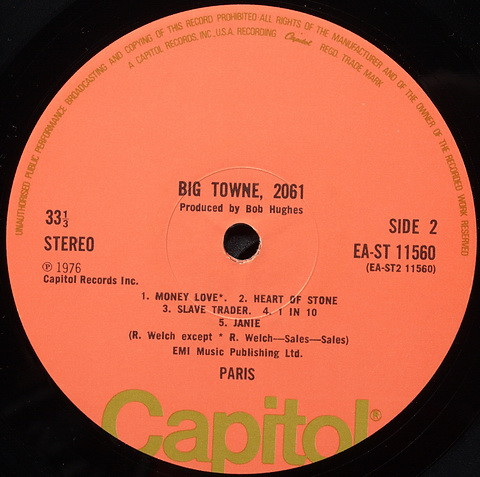 UNAUTHORISED PUBLIC PERFORMANCE BROADCASTING AND COPYING OF THIS RECORD PROHIBITED ALL RIGHTS OF THE MANUFACTURER AND OF THE OWNER OF THE RECORDED WORK RESERVED
A CAPITOL RECORDS, INC., U.S.A. RECORDING Capitol REGD. TRADE MARK
BIG TOWNE, 2061
Produced by Bob Hughes
33 1/3
STEREO
SIDE 2
EA-ST 11560
(EA-ST2 11560)
Ⓟ 1976
Capitol Records Inc.
1. MONEY LOVE*. 2. HEART OF STONE
3. SLAVE TRADER. 4. 1 IN 10
5. JANIE
(R. Welch except * R. Welch—Sales—Sales)
EMI Music Publishing Ltd.
PARIS
Capitol®